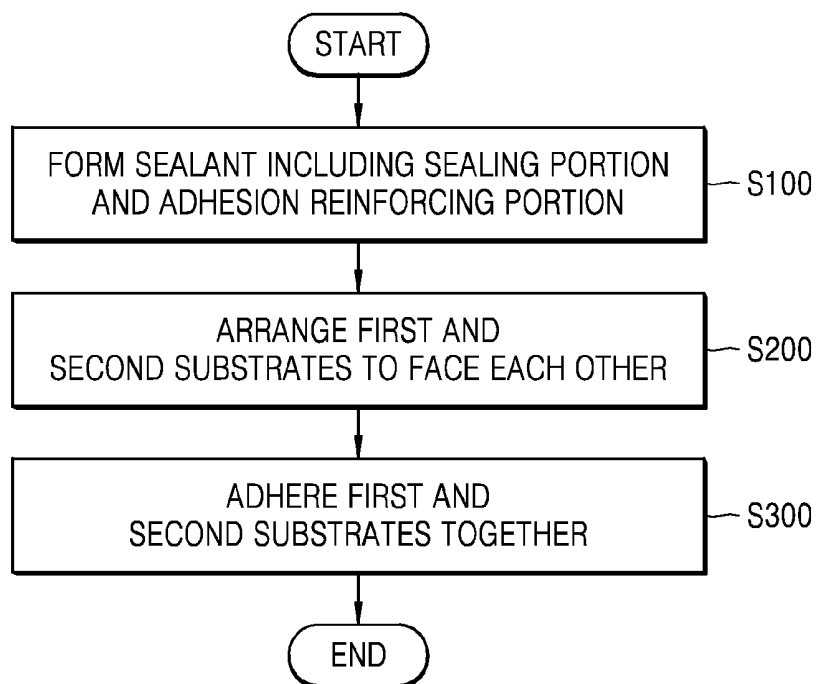 START
FORM SEALANT INCLUDING SEALING PORTION
AND ADHESION REINFORCING PORTION
S100
ARRANGE FIRST AND
SECOND SUBSTRATES TO FACE EACH OTHER
S200
ADHERE FIRST AND
SECOND SUBSTRATES TOGETHER
S300
END